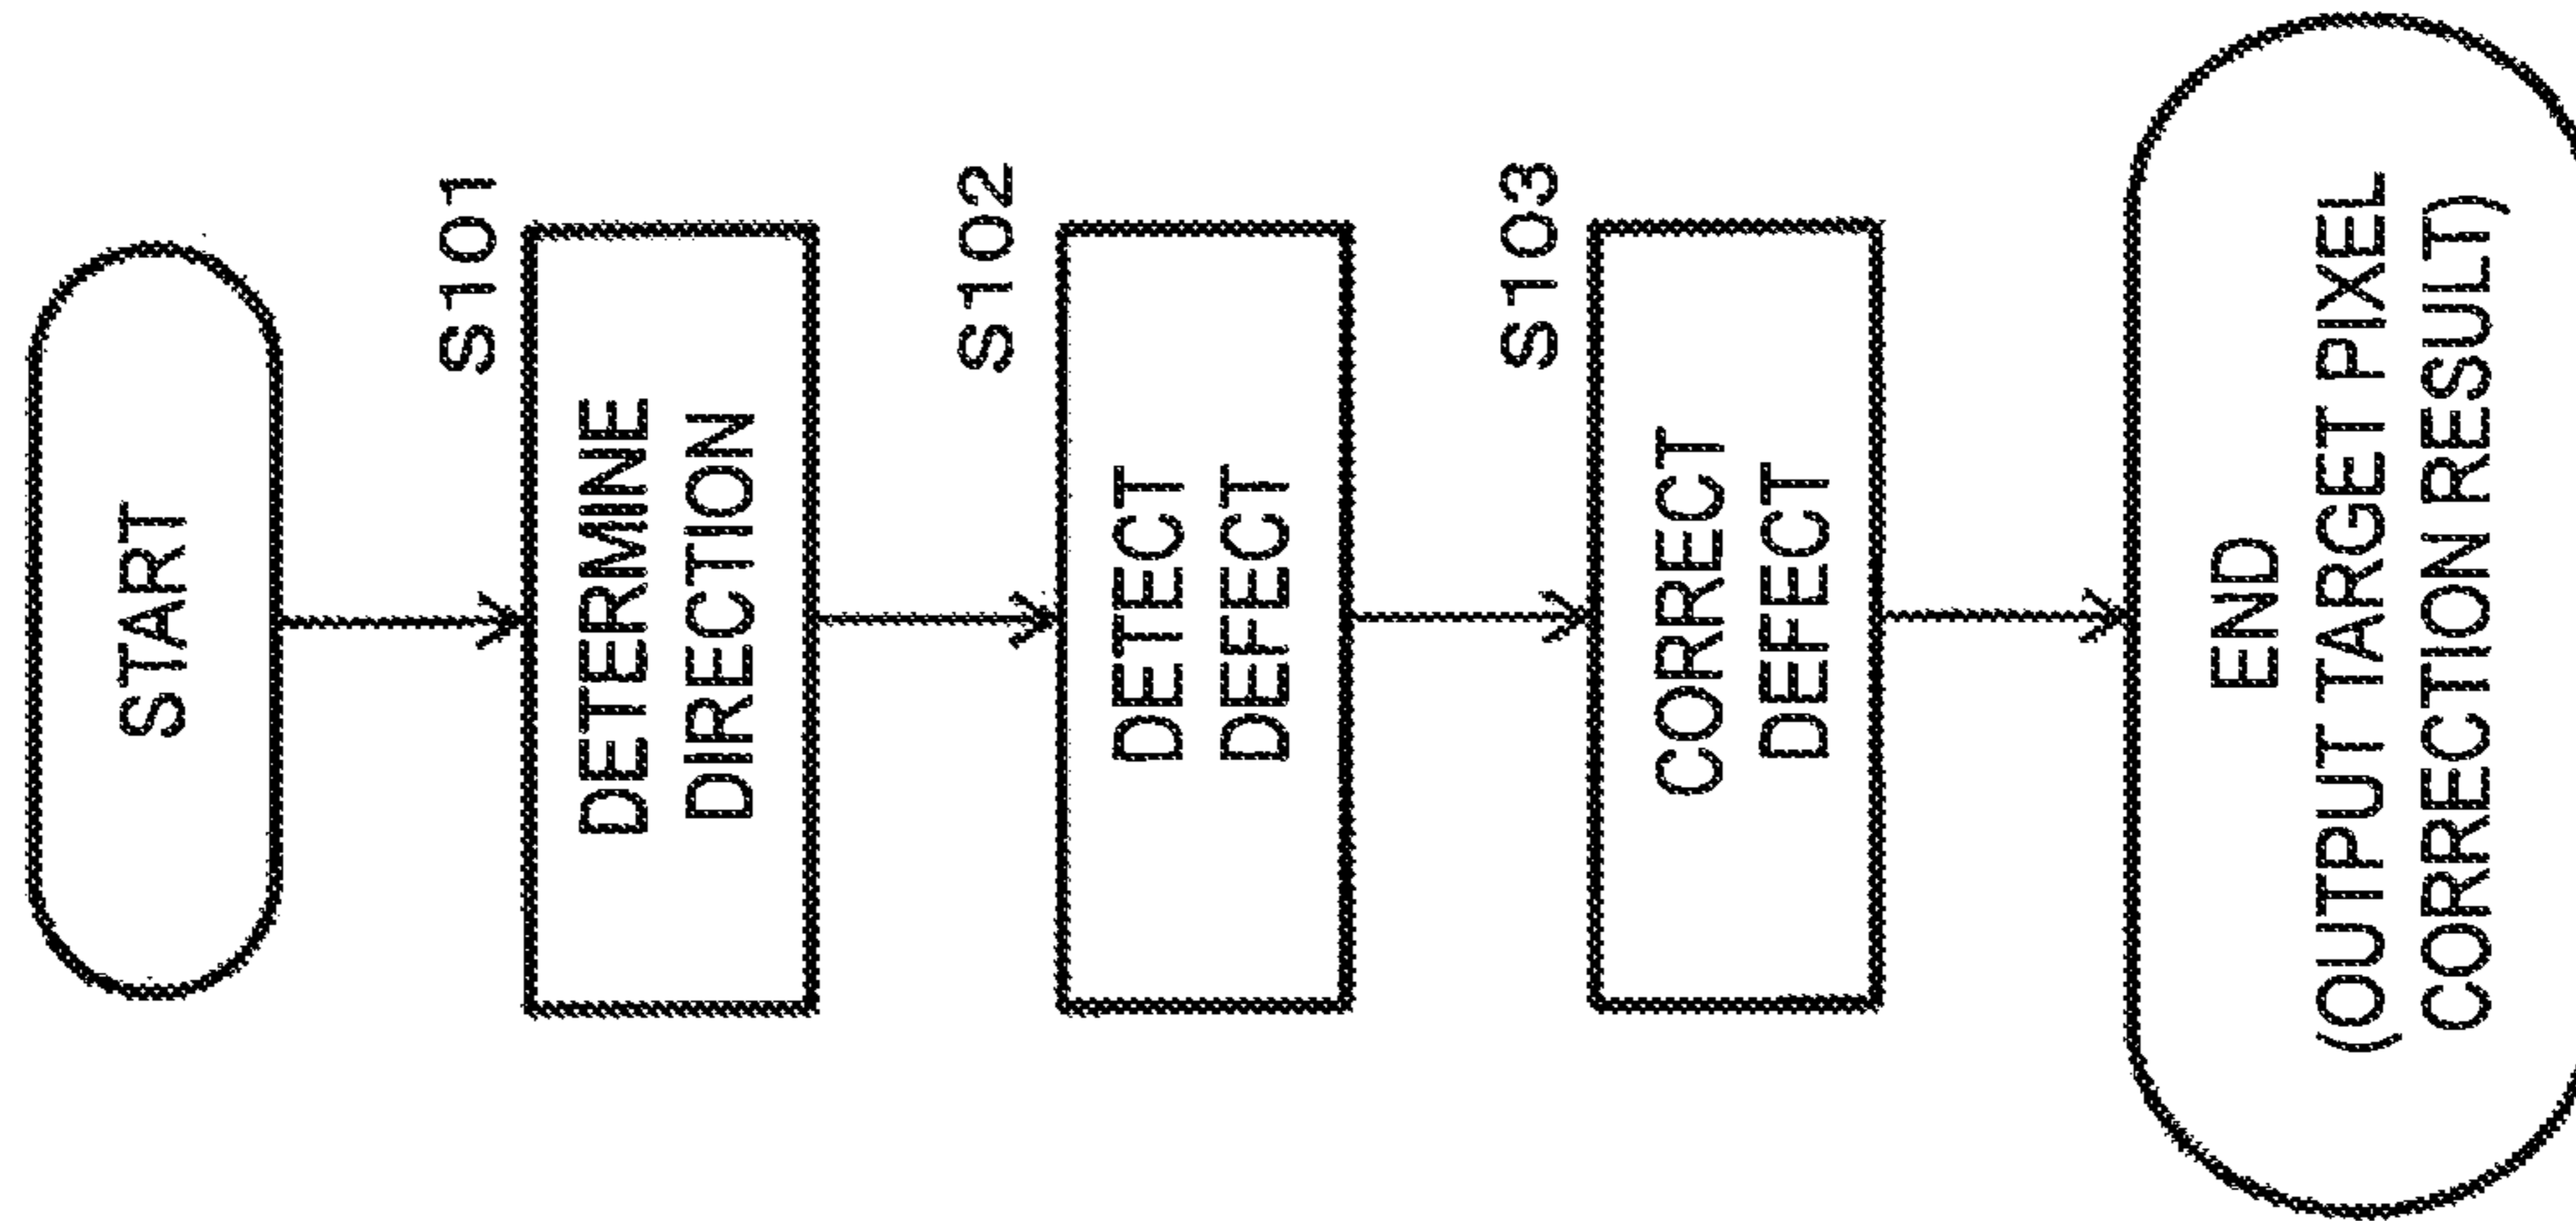 START
S101
DETERMINE
DIRECTION
S102
DETECT
DEFECT
S103
CORRECT
DEFECT
END
(OUTPUT TARGET PIXEL
CORRECTION RESULT)